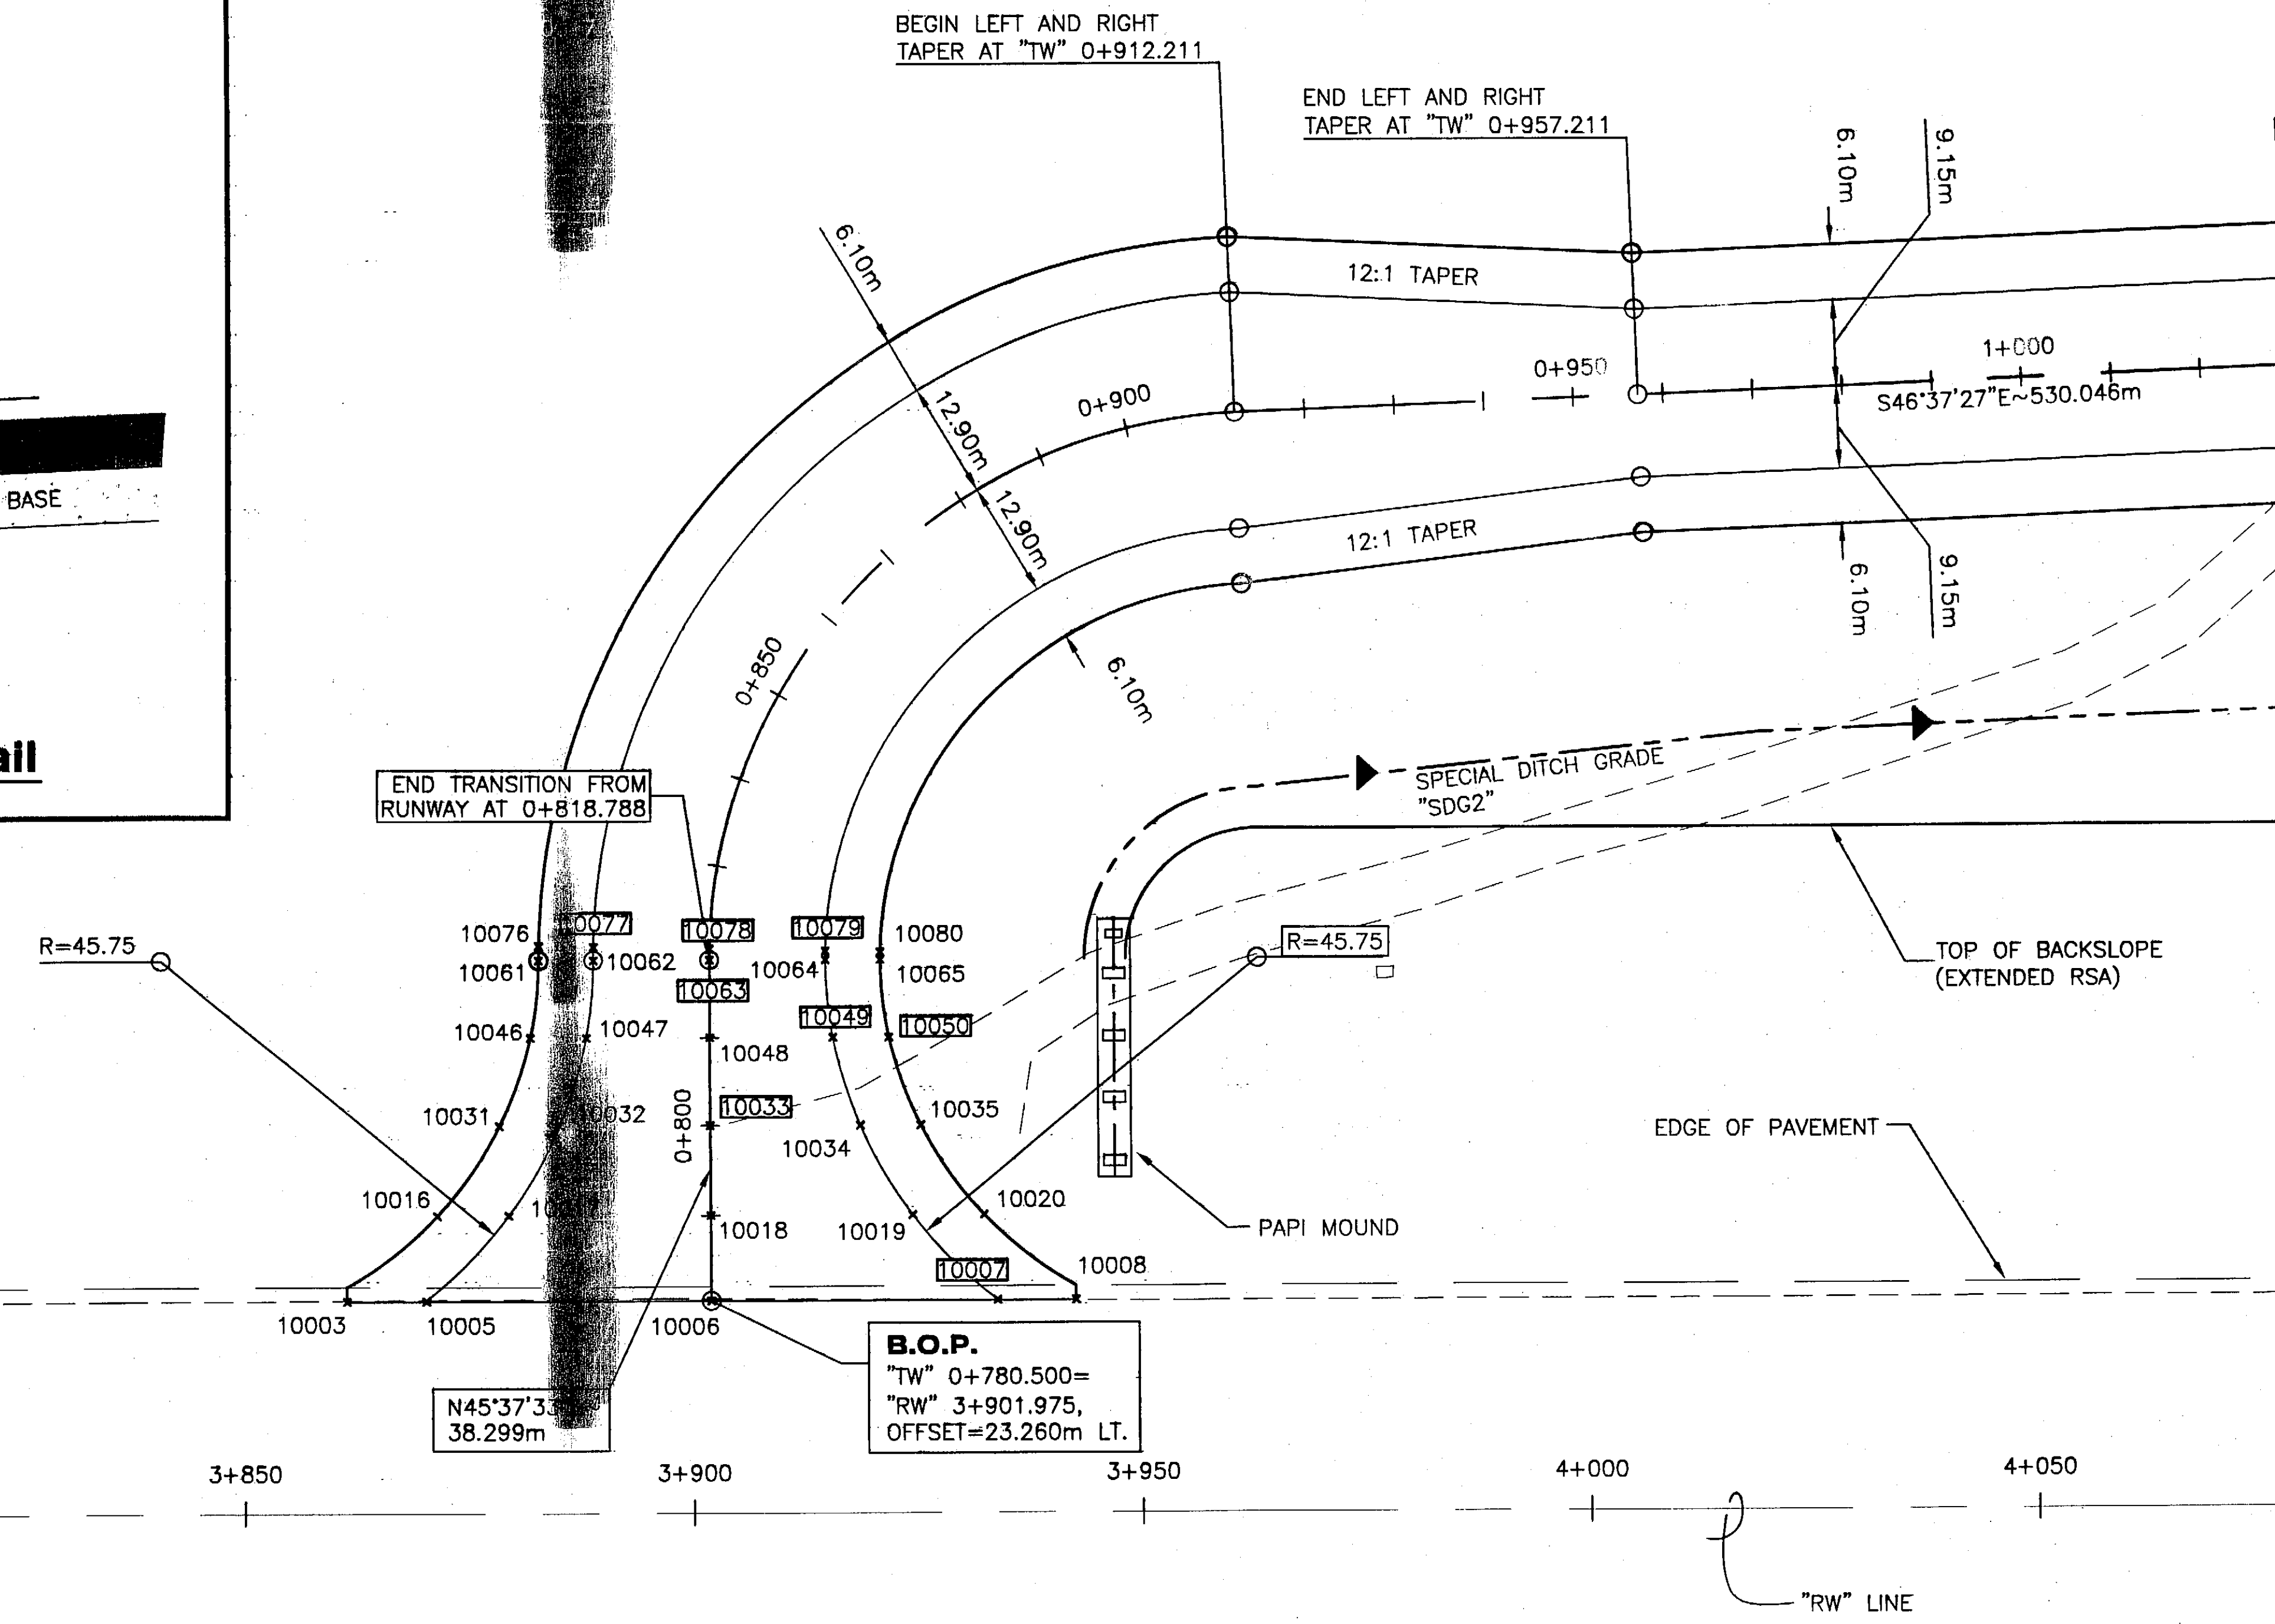 BEGIN LEFT AND RIGHT
TAPER AT "TW" 0+912.211
END LEFT AND RIGHT
TAPER AT "TW" 0+957.211
6.10m
9.15m
6.10m
12:1 TAPER
12.90m
12.90m
0+900
0+950
1+000
S46°37'27"E~530.046m
12:1 TAPER
6.10m
9.15m
6.10m
BASE
ail
0+850
END TRANSITION FROM
RUNWAY AT 0+818.788
SPECIAL DITCH GRADE
"SDG2"
R=45.75
10076
10077
10078
10079
10080
R=45.75
10061
10062
10063
10064
10065
TOP OF BACKSLOPE
(EXTENDED RSA)
10046
10047
10048
10049
10050
0+800
10031
10032
10033
10034
10035
EDGE OF PAVEMENT
10016
10018
10019
10020
PAPI MOUND
10003
10005
10006
10007
10008
B.O.P.
"TW" 0+780.500=
"RW" 3+901.975,
OFFSET=23.260m LT.
N45°37'3
38.299m
3+850
3+900
3+950
4+000
4+050
"RW" LINE